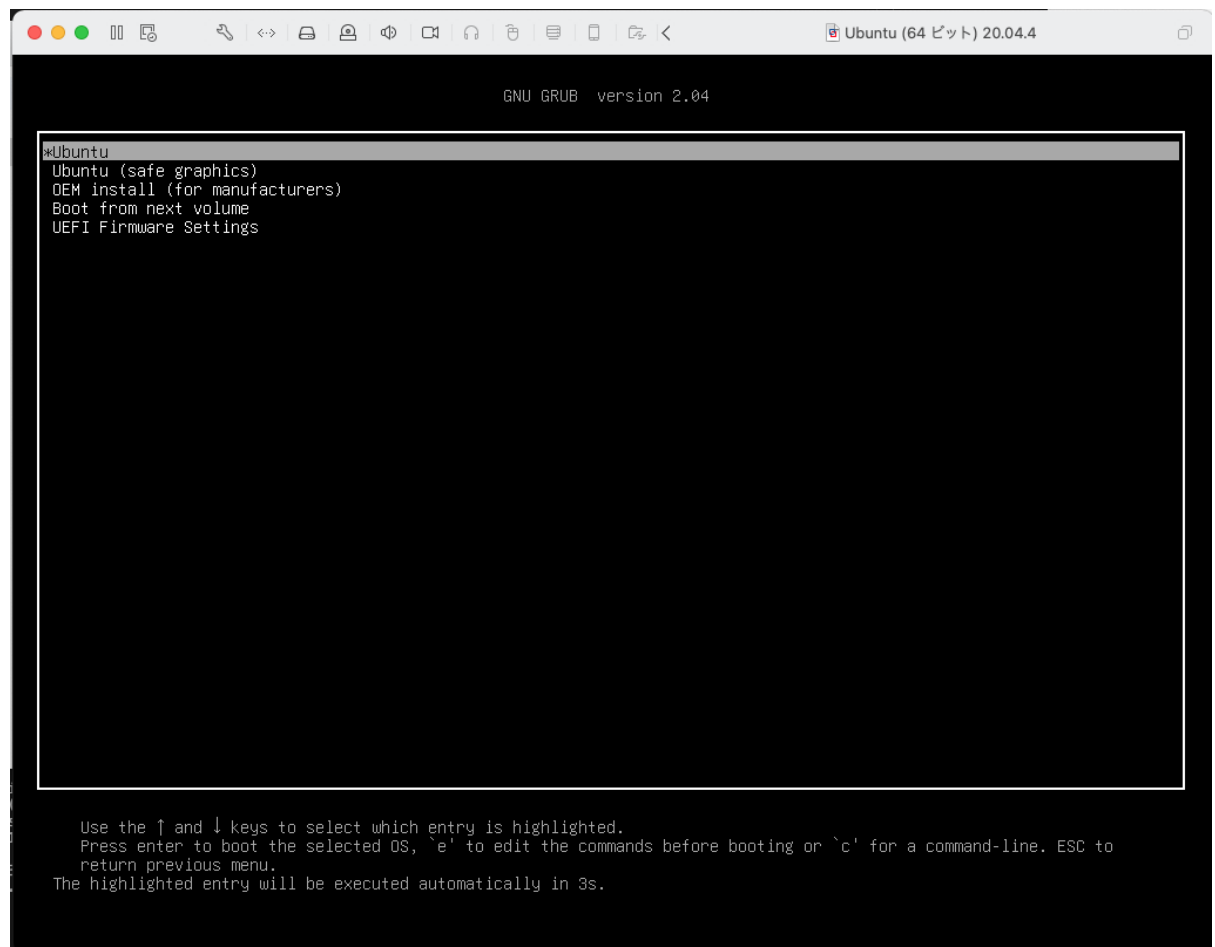 Ubuntu (64 ビット) 20.04.4
GNU GRUB version 2.04
*Ubuntu
Ubuntu (safe graphics)
OEM install (for manufacturers)
Boot from next volume
UEFI Firmware Settings
Use the ↑ and ↓ keys to select which entry is highlighted.
Press enter to boot the selected OS, `e' to edit the commands before booting or `c' for a command-line. ESC to
return previous menu.
The highlighted entry will be executed automatically in 3s.